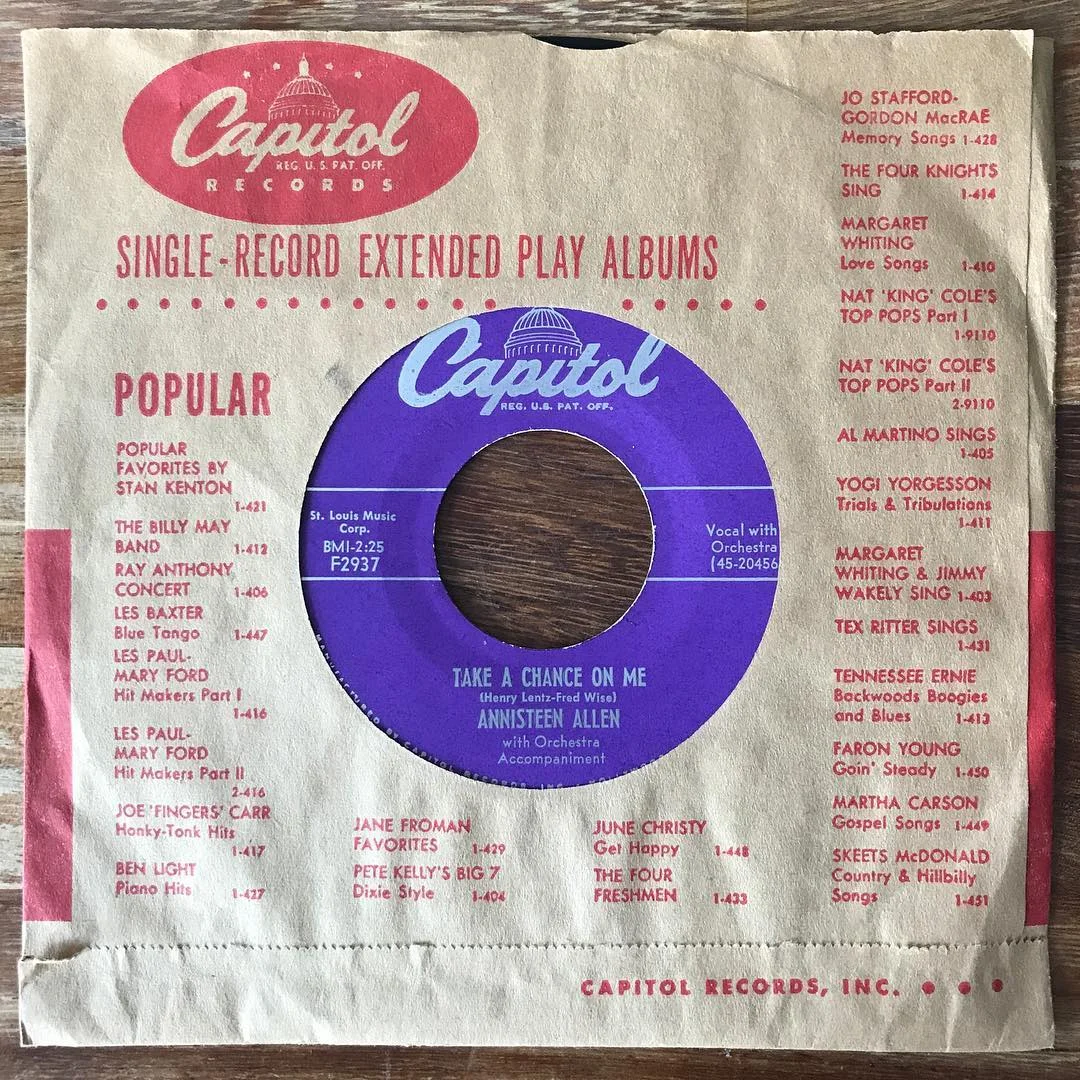 Capitol
REG. U. S. PAT. OFF.
RECORDS
SINGLE-RECORD EXTENDED PLAY ALBUMS
POPULAR
POPULAR
FAVORITES BY
STAN KENTON
1-421
THE BILLY MAY
BAND 1-412
RAY ANTHONY
CONCERT 1-406
LES BAXTER
Blue Tango 1-447
LES PAUL-
MARY FORD
Hit Makers Part I
1-416
LES PAUL-
MARY FORD
Hit Makers Part II
2-416
JOE 'FINGERS' CARR
Honky-Tonk Hits
1-417
BEN LIGHT
Piano Hits 1-427
JANE FROMAN
FAVORITES 1-429
PETE KELLY'S BIG 7
Dixie Style 1-404
JUNE CHRISTY
Get Happy 1-448
THE FOUR
FRESHMEN 1-433
JO STAFFORD-
GORDON MacRAE
Memory Songs 1-428
THE FOUR KNIGHTS
SING 1-414
MARGARET
WHITING
Love Songs 1-410
NAT 'KING' COLE'S
TOP POPS Part I
1-9110
NAT 'KING' COLE'S
TOP POPS Part II
2-9110
AL MARTINO SINGS
1-405
YOGI YORGESSON
Trials & Tribulations
1-411
MARGARET
WHITING & JIMMY
WAKELY SING 1-403
TEX RITTER SINGS
1-431
TENNESSEE ERNIE
Backwoods Boogies
and Blues 1-413
FARON YOUNG
Goin' Steady 1-450
MARTHA CARSON
Gospel Songs 1-449
SKEETS McDONALD
Country & Hillbilly
Songs 1-451
Capitol
REG. U.S. PAT. OFF.
St. Louis Music
Corp.
BMI-2:25
F2937
Vocal with
Orchestra
(45-20456
TAKE A CHANCE ON ME
(Henry Lentz-Fred Wise)
ANNISTEEN ALLEN
with Orchestra
Accompaniment
MANUFACTURED BY CAPITOL RECORDS INC.
CAPITOL RECORDS, INC.